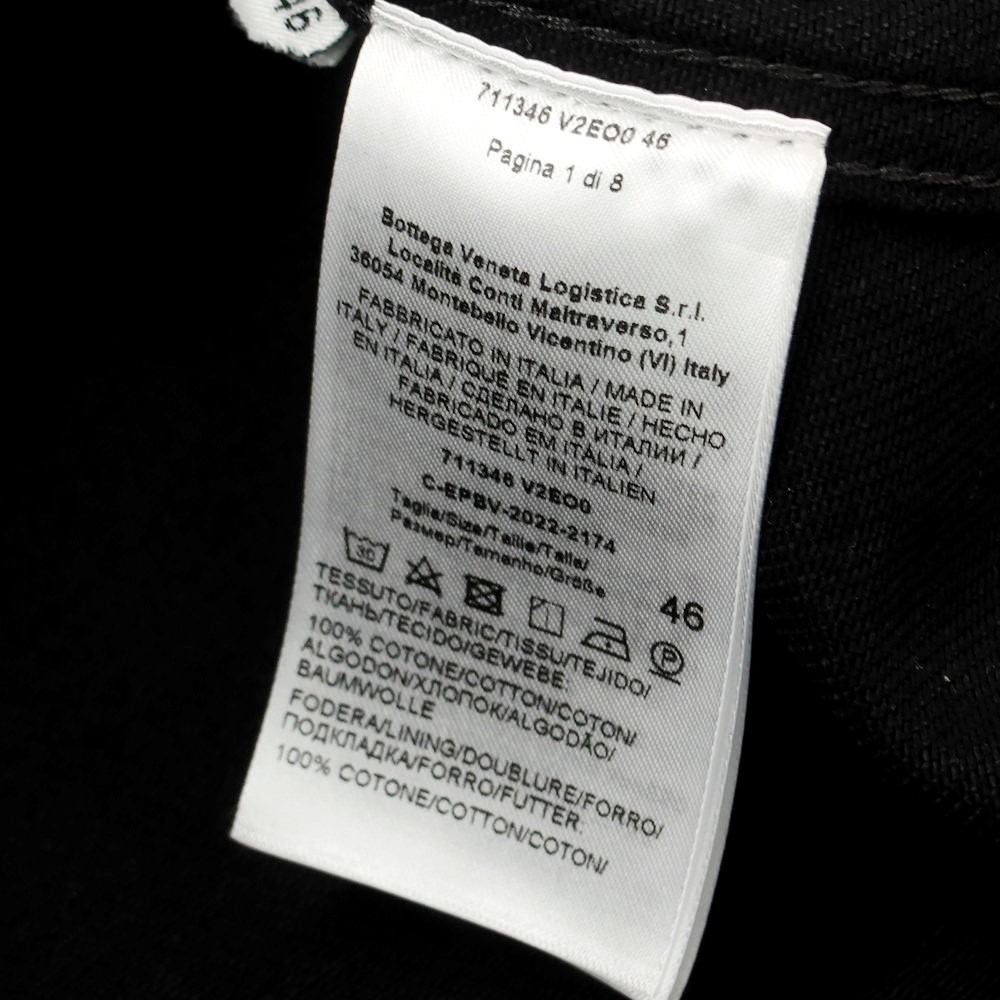 46
711346 V2EO0 46
Pagina 1 di 8
Bottega Veneta Logistica S.r.l.
Località Conti Maltraverso,1
36054 Montebello Vicentino (VI) Italy
FABBRICATO IN ITALIA / MADE IN
ITALY / FABRIQUE EN ITALIE / HECHO
EN ITALIA / СДЕЛАНО В ИТАЛИИ /
FABRICADO EM ITALIA /
HERGESTELLT IN ITALIEN
711346 V2EO0
C-EPBV-2022-2174
Taglia/Size/Taille/Talla/
Размер/Tamanho/Größe
46
30
P
TESSUTO/FABRIC/TISSU/TEJIDO/
ТКАНЬ/TECIDO/GEWEBE:
100% COTONE/COTTON/COTON/
ALGODON/ХЛОПОК/ALGODÃO/
BAUMWOLLE
FODERA/LINING/DOUBLURE/FORRO/
ПОДКЛАДКА/FORRO/FUTTER:
100% COTONE/COTTON/COTON/